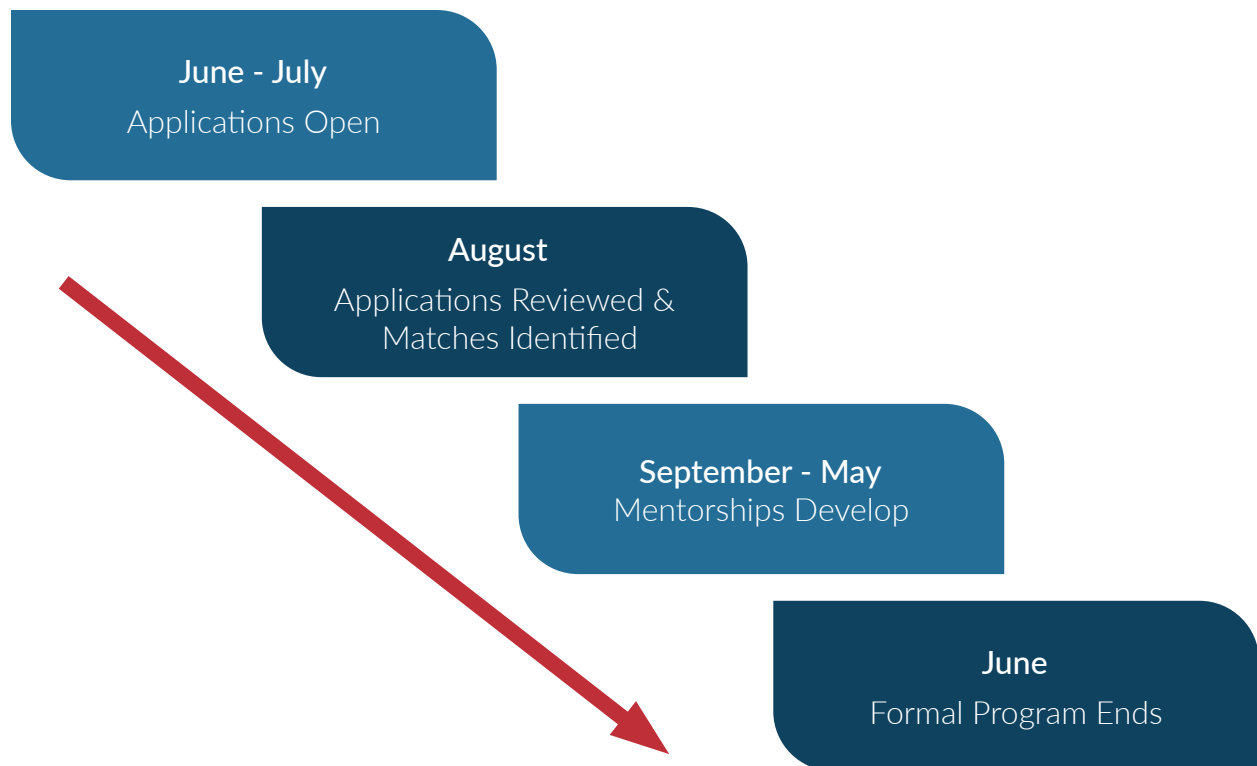 June - July
Applications Open
August
Applications Reviewed &
Matches Identified
September - May
Mentorships Develop
June
Formal Program Ends